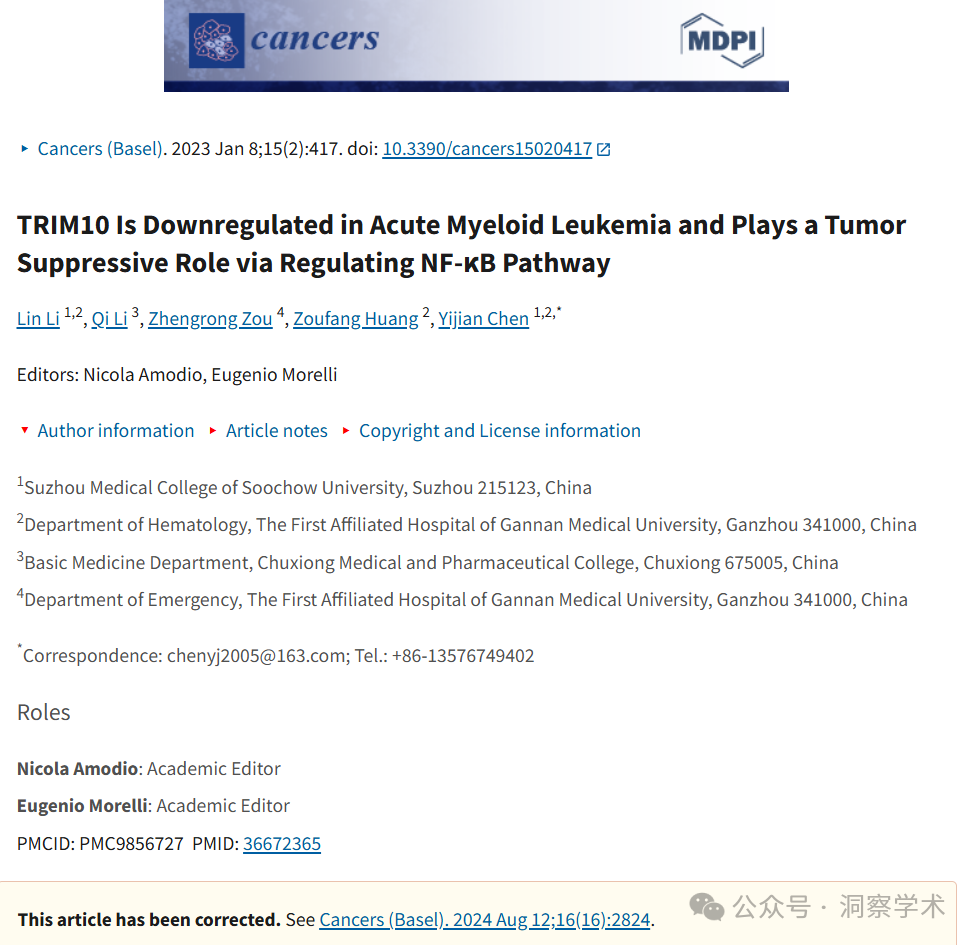 cancers
MDPI
Cancers (Basel). 2023 Jan 8;15(2):417. doi: 10.3390/cancers15020417
TRIM10 Is Downregulated in Acute Myeloid Leukemia and Plays a Tumor
Suppressive Role via Regulating NF-κB Pathway
Lin Li 1,2, Qi Li 3, Zhengrong Zou 4, Zoufang Huang 2, Yijian Chen 1,2,*
Editors: Nicola Amodio, Eugenio Morelli
Author information Article notes Copyright and License information
1Suzhou Medical College of Soochow University, Suzhou 215123, China
2Department of Hematology, The First Affiliated Hospital of Gannan Medical University, Ganzhou 341000, China
3Basic Medicine Department, Chuxiong Medical and Pharmaceutical College, Chuxiong 675005, China
4Department of Emergency, The First Affiliated Hospital of Gannan Medical University, Ganzhou 341000, China
*Correspondence: chenyj2005@163.com; Tel.: +86-13576749402
Roles
Nicola Amodio: Academic Editor
Eugenio Morelli: Academic Editor
PMCID: PMC9856727 PMID: 36672365
This article has been corrected. See Cancers (Basel). 2024 Aug 12;16(16):2824.
公众号 · 洞察学术